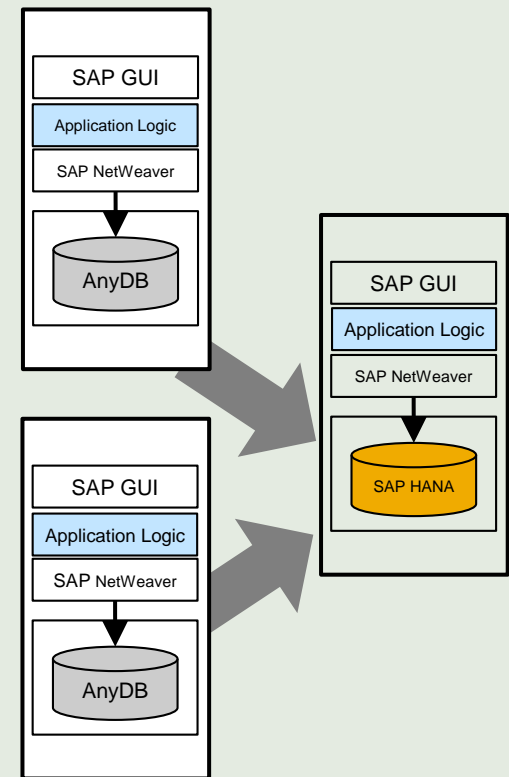 SAP GUI
Application Logic
SAP NetWeaver
AnyDB
SAP GUI
Application Logic
SAP NetWeaver
SAP HANA
SAP GUI
Application Logic
SAP NetWeaver
AnyDB